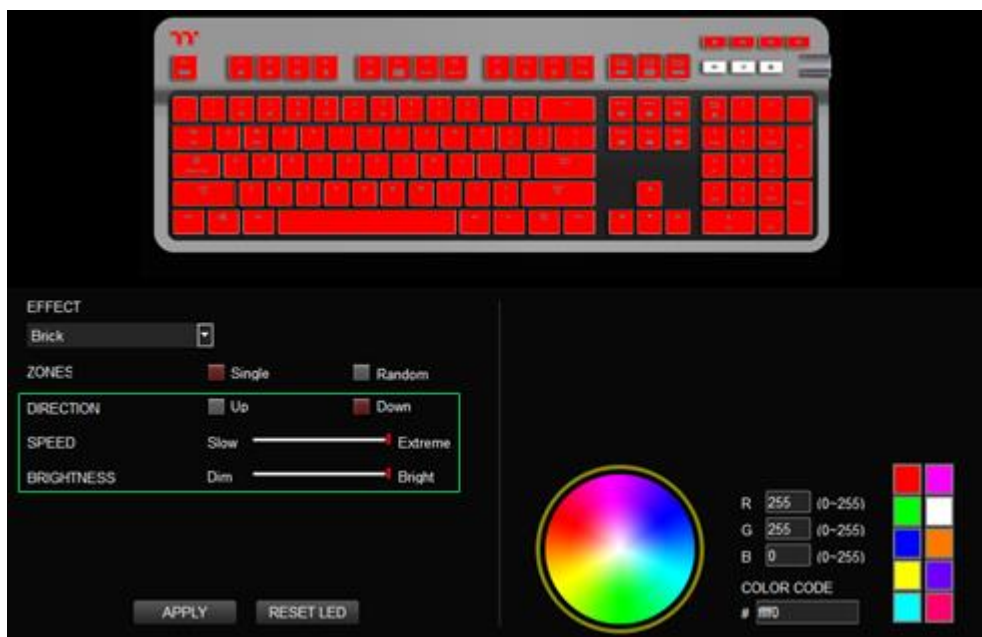 EFFECT
Brick
ZONES Single Random
DIRECTION Up Down
SPEED Slow Extreme
BRIGHTNESS Dim Bright
R 255 (0~255)
G 255 (0~255)
B 0 (0~255)
COLOR CODE
#
APPLY RESET LED